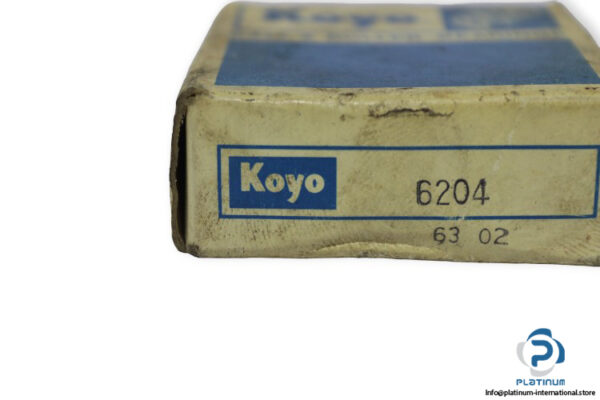 Koyo
Koyo
6204
63 02
PLATINUM
Info@platinum-international.store